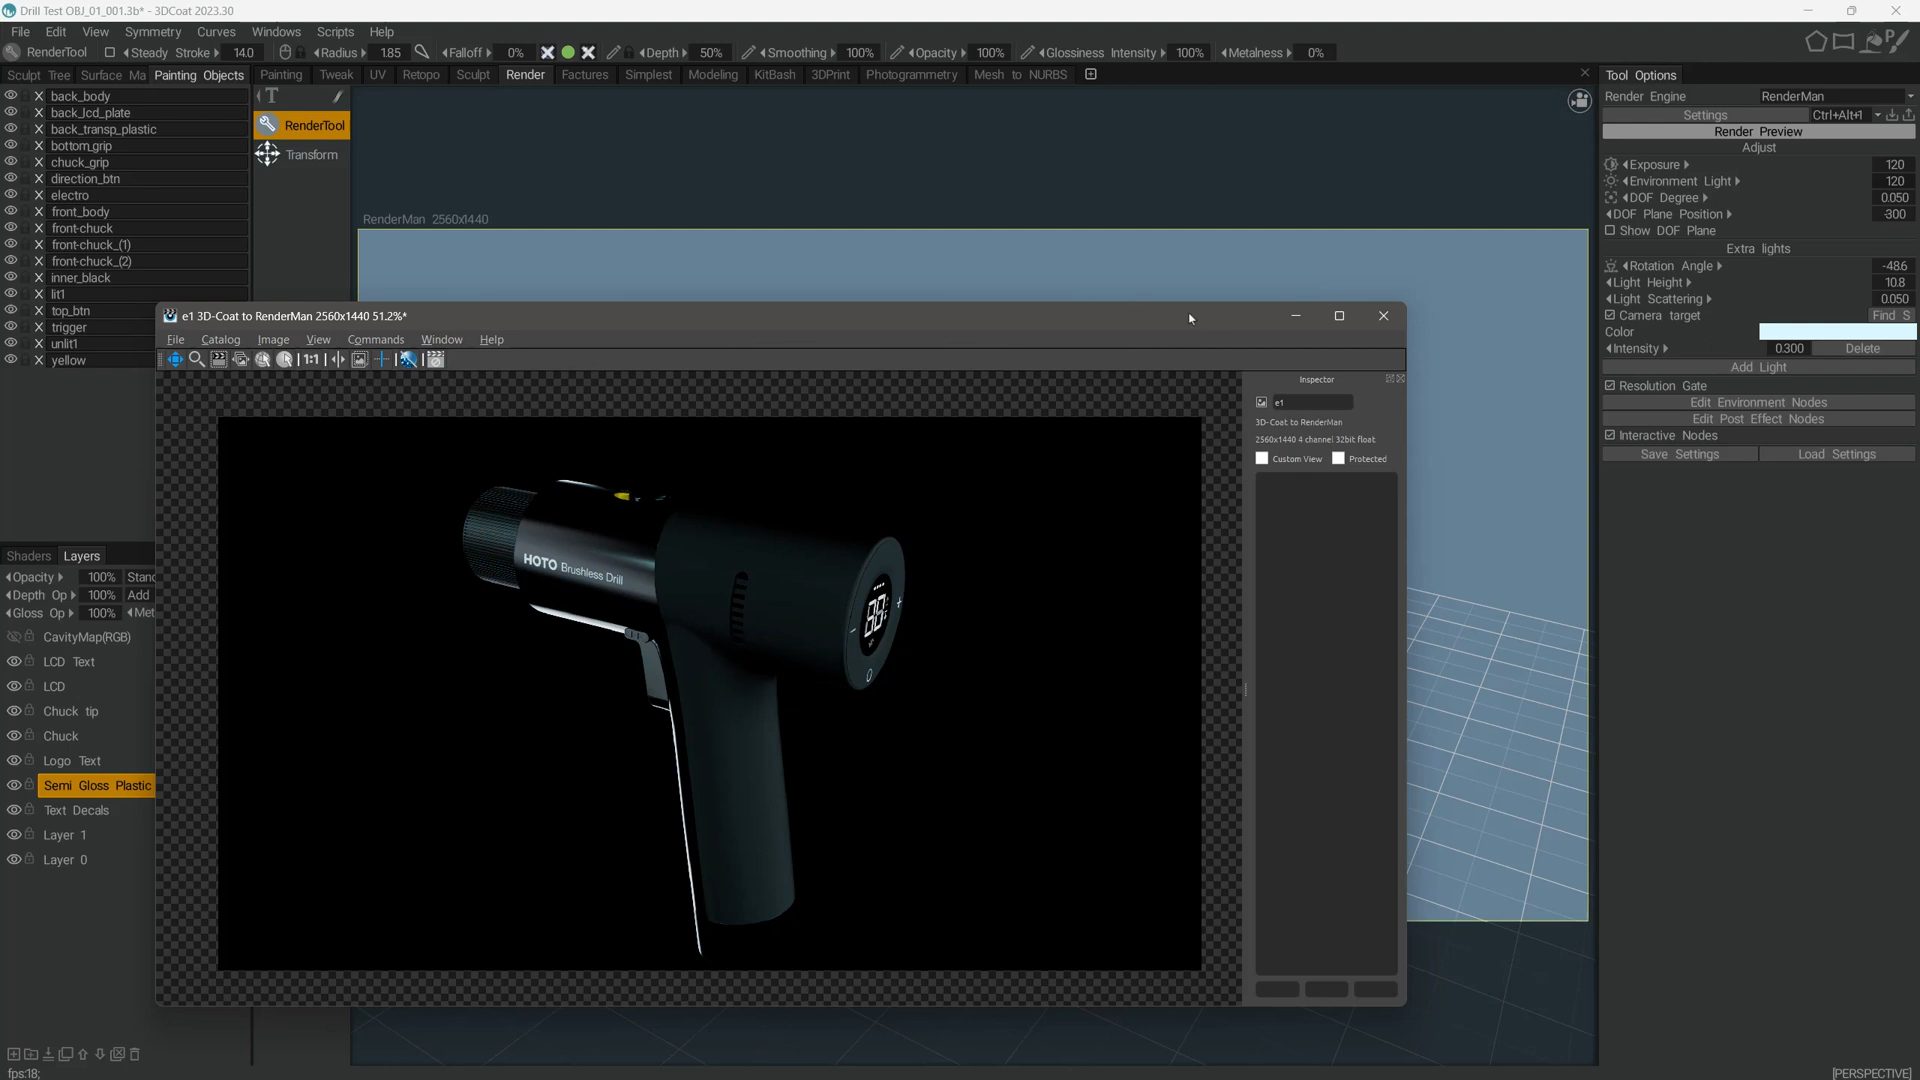 Drill Test OBJ_01_001.3b* - 3DCoat 2023.30
File Edit View Symmetry Curves Windows Scripts Help
RenderTool Steady Stroke 14.0 Radius 1.85 Falloff 0% Depth 50% Smoothing 100% Opacity 100% Glossiness Intensity 100% Metalness 0%
Sculpt Tree Surface Ma Painting Objects Painting Tweak UV Retopo Sculpt Render Factures Simplest Modeling KitBash 3DPrint Photogrammetry Mesh to NURBS
Tool Options
back_body
back_lcd_plate
back_transp_plastic
bottom_grip
chuck_grip
direction_btn
electro
front_body
front-chuck
front-chuck_(1)
front-chuck_(2)
inner_black
lit1
top_btn
trigger
unlit1
yellow
T
RenderTool
Transform
RenderMan 2560x1440
Render Engine RenderMan
Settings Ctrl+Alt+1
Render Preview
Adjust
Exposure 120
Environment Light 120
DOF Degree 0.050
DOF Plane Position -300
Show DOF Plane
Extra lights
Rotation Angle -48.6
Light Height 10.8
Light Scattering 0.050
Camera target Find S
Color
Intensity 0.300 Delete
Add Light
Resolution Gate
Edit Environment Nodes
Edit Post Effect Nodes
Interactive Nodes
Save Settings Load Settings
e1 3D-Coat to RenderMan 2560x1440 51.2%*
File Catalog Image View Commands Window Help
1:1
Inspector
e1
3D-Coat to RenderMan
2560x1440 4 channel 32bit float
Custom View Protected
HOTO Brushless Drill
88
+
-
Shaders Layers
Opacity 100% Stanc
Depth Op 100% Add
Gloss Op 100% Met
CavityMap(RGB)
LCD Text
LCD
Chuck tip
Chuck
Logo Text
Semi Gloss Plastic
Text Decals
Layer 1
Layer 0
fps:18;
[PERSPECTIVE]